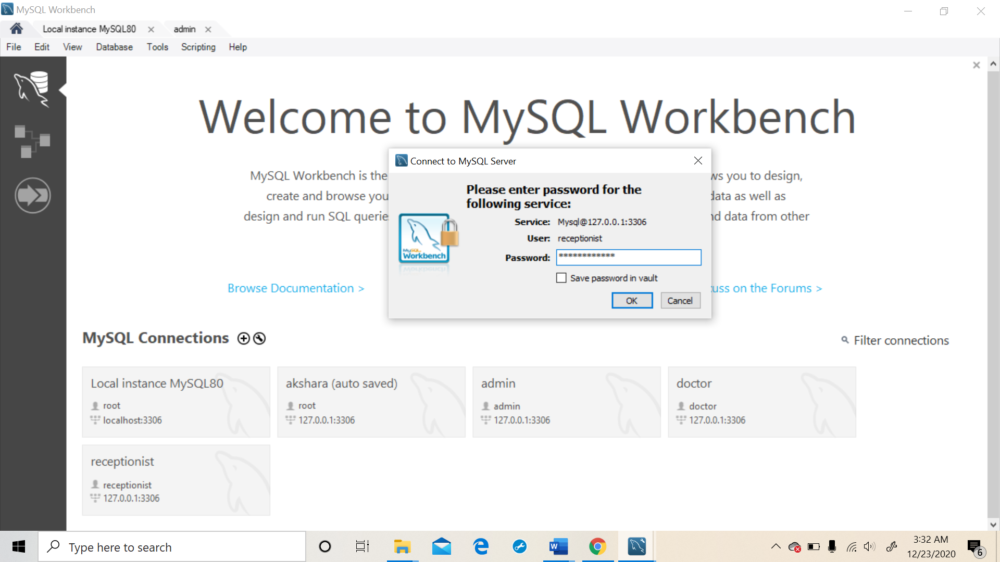 MySQL Workbench
Local instance MySQL80
admin
File Edit View Database Tools Scripting Help
Welcome to MySQL Workbench
Connect to MySQL Server
MySQL Workbench is the
ws you to design,
create and browse you
data as well as
design and run SQL querie
nd data from other
Please enter password for the
following service:
Service: Mysql@127.0.0.1:3306
User: receptionist
Password: ************
Save password in vault
OK Cancel
MySQL
Workbench
Browse Documentation >
cuss on the Forums >
MySQL Connections
Filter connections
Local instance MySQL80
root
localhost:3306
akshara (auto saved)
root
127.0.0.1:3306
admin
admin
127.0.0.1:3306
doctor
doctor
127.0.0.1:3306
receptionist
receptionist
127.0.0.1:3306
Type here to search
3:32 AM
12/23/2020
6